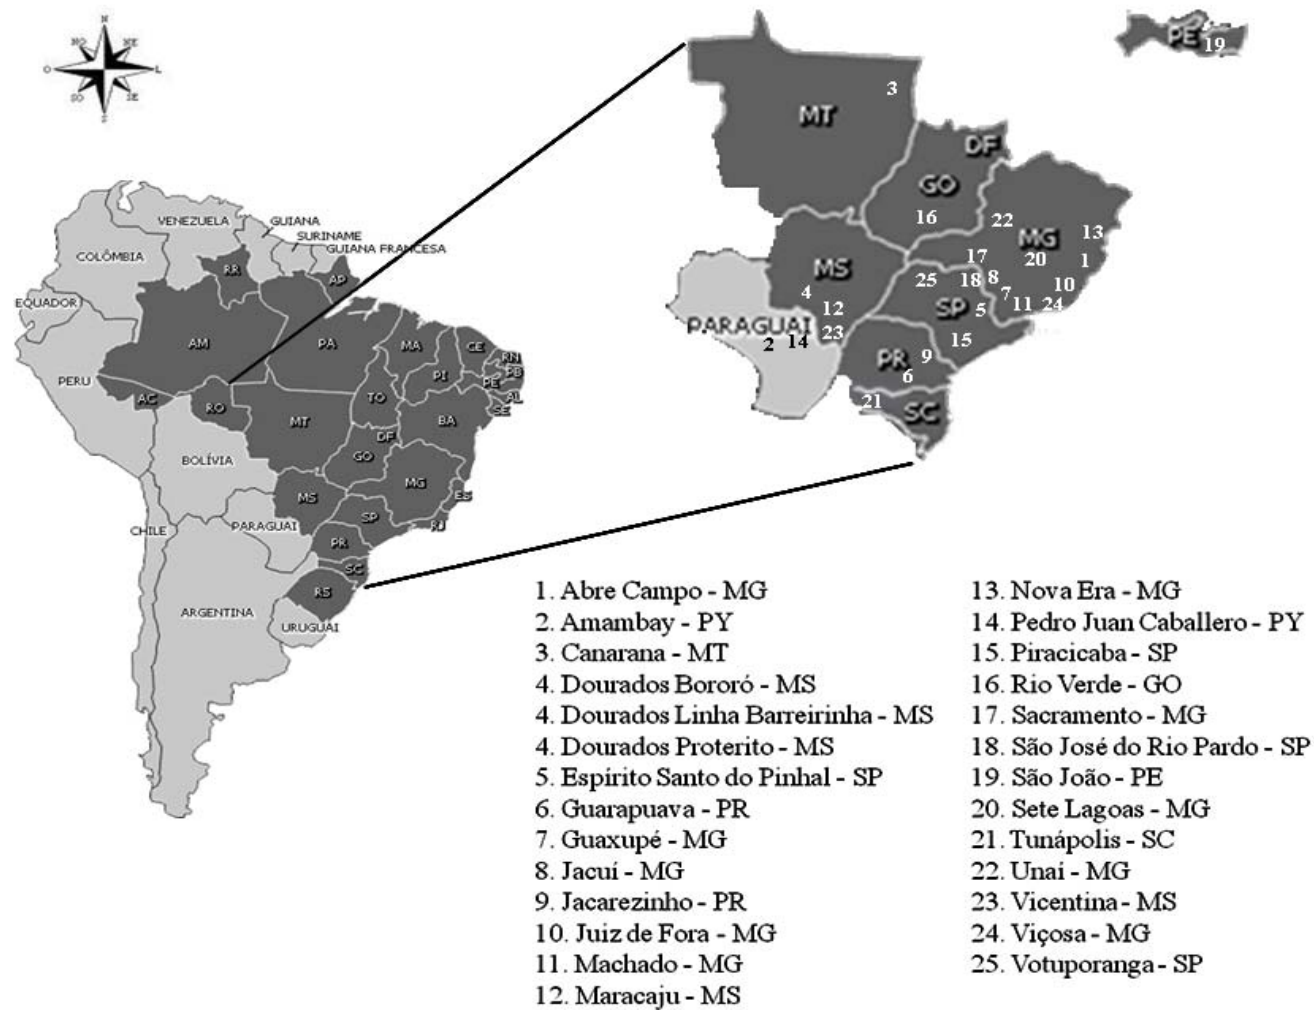 N
NO
NE
O
L
SO
SE
S
VENEZUELA
GUIANA
SURINAME
GUIANA FRANCESA
COLÔMBIA
RR
AP
EQUADOR
AM
PA
MA
CE
RN
PB
PE
PI
AL
SE
PERU
AC
RO
TO
BA
MT
DF
GO
BOLÍVIA
MG
ES
MS
SP
RJ
CHILE
PARAGUAI
PR
SC
ARGENTINA
RS
URUGUAI
PE
19
3
MT
DF
GO
16
22
13
MG
17
20
1
MS
25
18
8
10
4
7
12
SP
5
11
24
PARAGUAI
23
2
14
15
PR
9
6
21
SC
1. Abre Campo - MG
2. Amambay - PY
3. Canarana - MT
4. Dourados Bororó - MS
4. Dourados Linha Barreirinha - MS
4. Dourados Proterito - MS
5. Espírito Santo do Pinhal - SP
6. Guarapuava - PR
7. Guaxupé - MG
8. Jacuí - MG
9. Jacarezinho - PR
10. Juiz de Fora - MG
11. Machado - MG
12. Maracaju - MS
13. Nova Era - MG
14. Pedro Juan Caballero - PY
15. Piracicaba - SP
16. Rio Verde - GO
17. Sacramento - MG
18. São José do Rio Pardo - SP
19. São João - PE
20. Sete Lagoas - MG
21. Tunápolis - SC
22. Unaí - MG
23. Vicentina - MS
24. Viçosa - MG
25. Votuporanga - SP